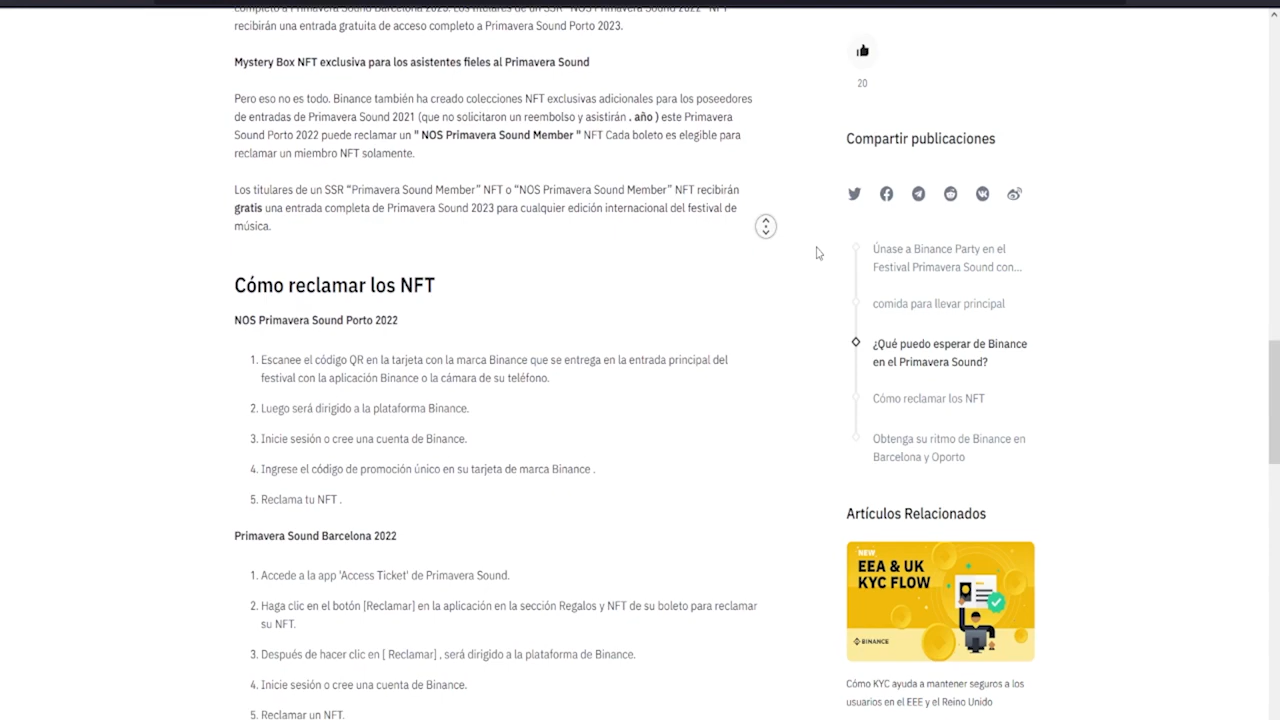 completo a Primavera Sound Barcelona 2023. Los titulares de un SSR "NOS Primavera Sound 2022" NFT
recibirán una entrada gratuita de acceso completo a Primavera Sound Porto 2023.
Mystery Box NFT exclusiva para los asistentes fieles al Primavera Sound
Pero eso no es todo. Binance también ha creado colecciones NFT exclusivas adicionales para los poseedores
de entradas de Primavera Sound 2021 (que no solicitaron un reembolso y asistirán . año ) este Primavera
Sound Porto 2022 puede reclamar un " NOS Primavera Sound Member " NFT Cada boleto es elegible para
reclamar un miembro NFT solamente.
Los titulares de un SSR “Primavera Sound Member” NFT o “NOS Primavera Sound Member” NFT recibirán
gratis una entrada completa de Primavera Sound 2023 para cualquier edición internacional del festival de
música.
Cómo reclamar los NFT
NOS Primavera Sound Porto 2022
1. Escanee el código QR en la tarjeta con la marca Binance que se entrega en la entrada principal del
festival con la aplicación Binance o la cámara de su teléfono.
2. Luego será dirigido a la plataforma Binance.
3. Inicie sesión o cree una cuenta de Binance.
4. Ingrese el código de promoción único en su tarjeta de marca Binance .
5. Reclama tu NFT .
Primavera Sound Barcelona 2022
1. Accede a la app 'Access Ticket' de Primavera Sound.
2. Haga clic en el botón [Reclamar] en la aplicación en la sección Regalos y NFT de su boleto para reclamar
su NFT.
3. Después de hacer clic en [ Reclamar] , será dirigido a la plataforma de Binance.
4. Inicie sesión o cree una cuenta de Binance.
5. Reclamar un NFT.
20
Compartir publicaciones
Únase a Binance Party en el
Festival Primavera Sound con...
comida para llevar principal
¿Qué puedo esperar de Binance
en el Primavera Sound?
Cómo reclamar los NFT
Obtenga su ritmo de Binance en
Barcelona y Oporto
Artículos Relacionados
NEW
EEA & UK
KYC FLOW
BINANCE
Cómo KYC ayuda a mantener seguros a los
usuarios en el EEE y el Reino Unido